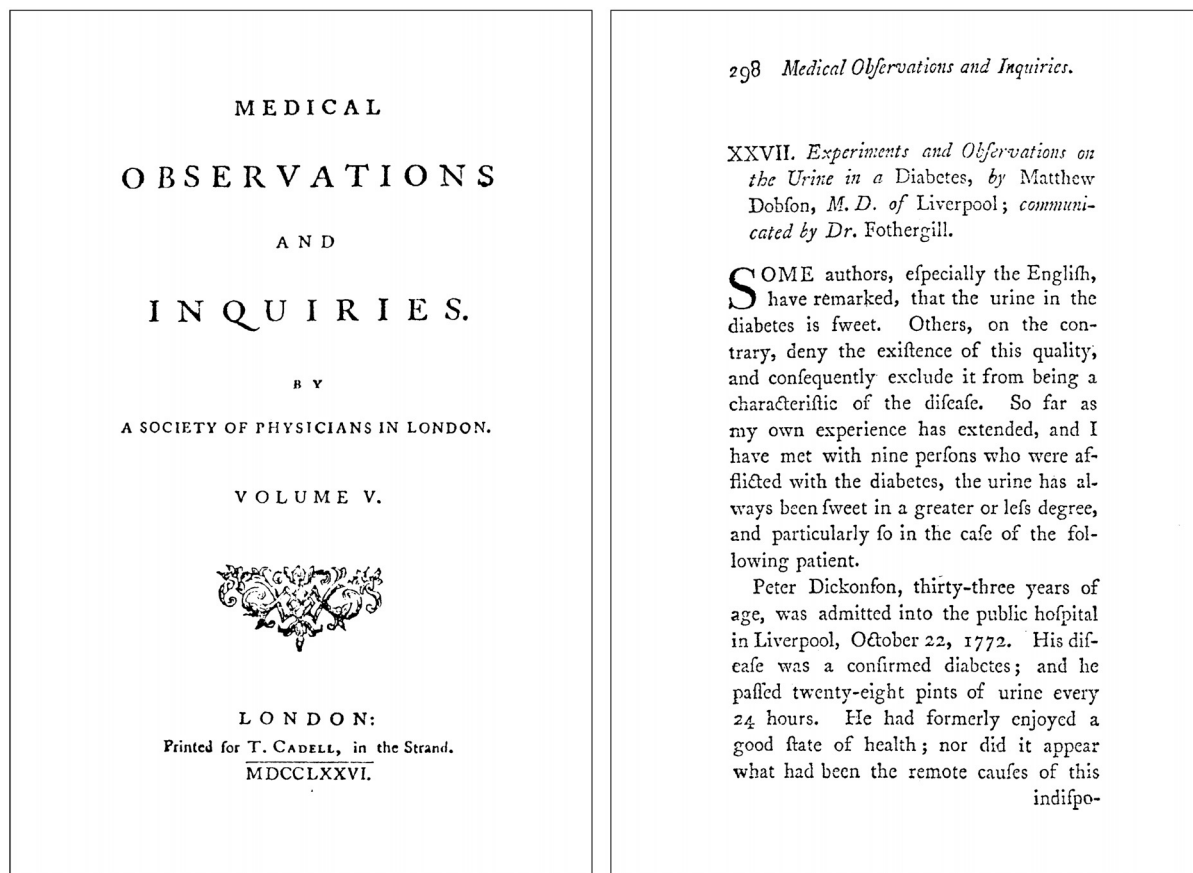 MEDICAL
OBSERVATIONS
AND
INQUIRIES.
BY
A SOCIETY OF PHYSICIANS IN LONDON.
VOLUME V.
LONDON:
Printed for T. CADELL, in the Strand.
MDCCLXXVI.
298 Medical Obſervations and Inquiries.
XXVII. Experiments and Obſervations on
the Urine in a Diabetes, by Matthew
Dobſon, M. D. of Liverpool; communi-
cated by Dr. Fothergill.
SOME authors, eſpecially the Engliſh,
have remarked, that the urine in the
diabetes is ſweet. Others, on the con-
trary, deny the exiſtence of this quality,
and conſequently exclude it from being a
characteriſtic of the diſeaſe. So far as
my own experience has extended, and I
have met with nine perſons who were af-
flicted with the diabetes, the urine has al-
ways been ſweet in a greater or leſs degree,
and particularly ſo in the caſe of the fol-
lowing patient.
Peter Dickonſon, thirty-three years of
age, was admitted into the public hoſpital
in Liverpool, October 22, 1772. His diſ-
eaſe was a confirmed diabetes; and he
paſſed twenty-eight pints of urine every
24 hours. He had formerly enjoyed a
good ſtate of health; nor did it appear
what had been the remote cauſes of this
indiſpo-